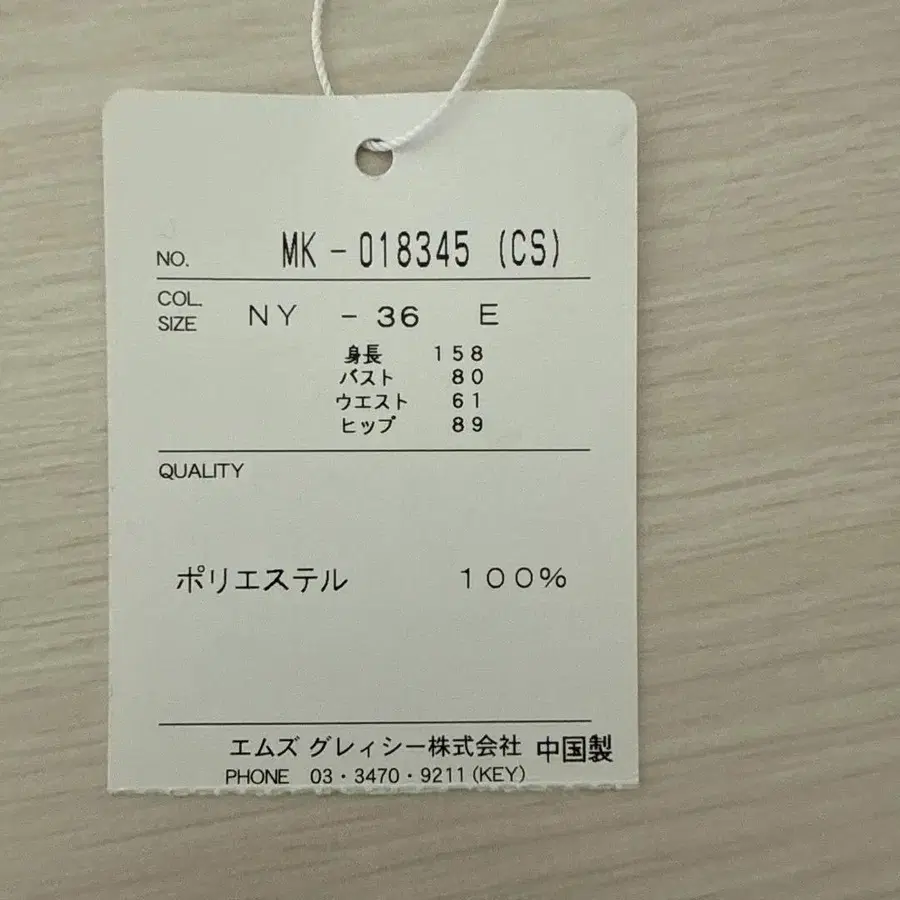 NO. MK-018345 (CS)
COL.
SIZE NY -36 E
身長 158
バスト 80
ウエスト 61
ヒップ 89
QUALITY
ポリエステル 100%
エムズ グレィシー株式会社 中国製
PHONE 03・3470・9211(KEY)